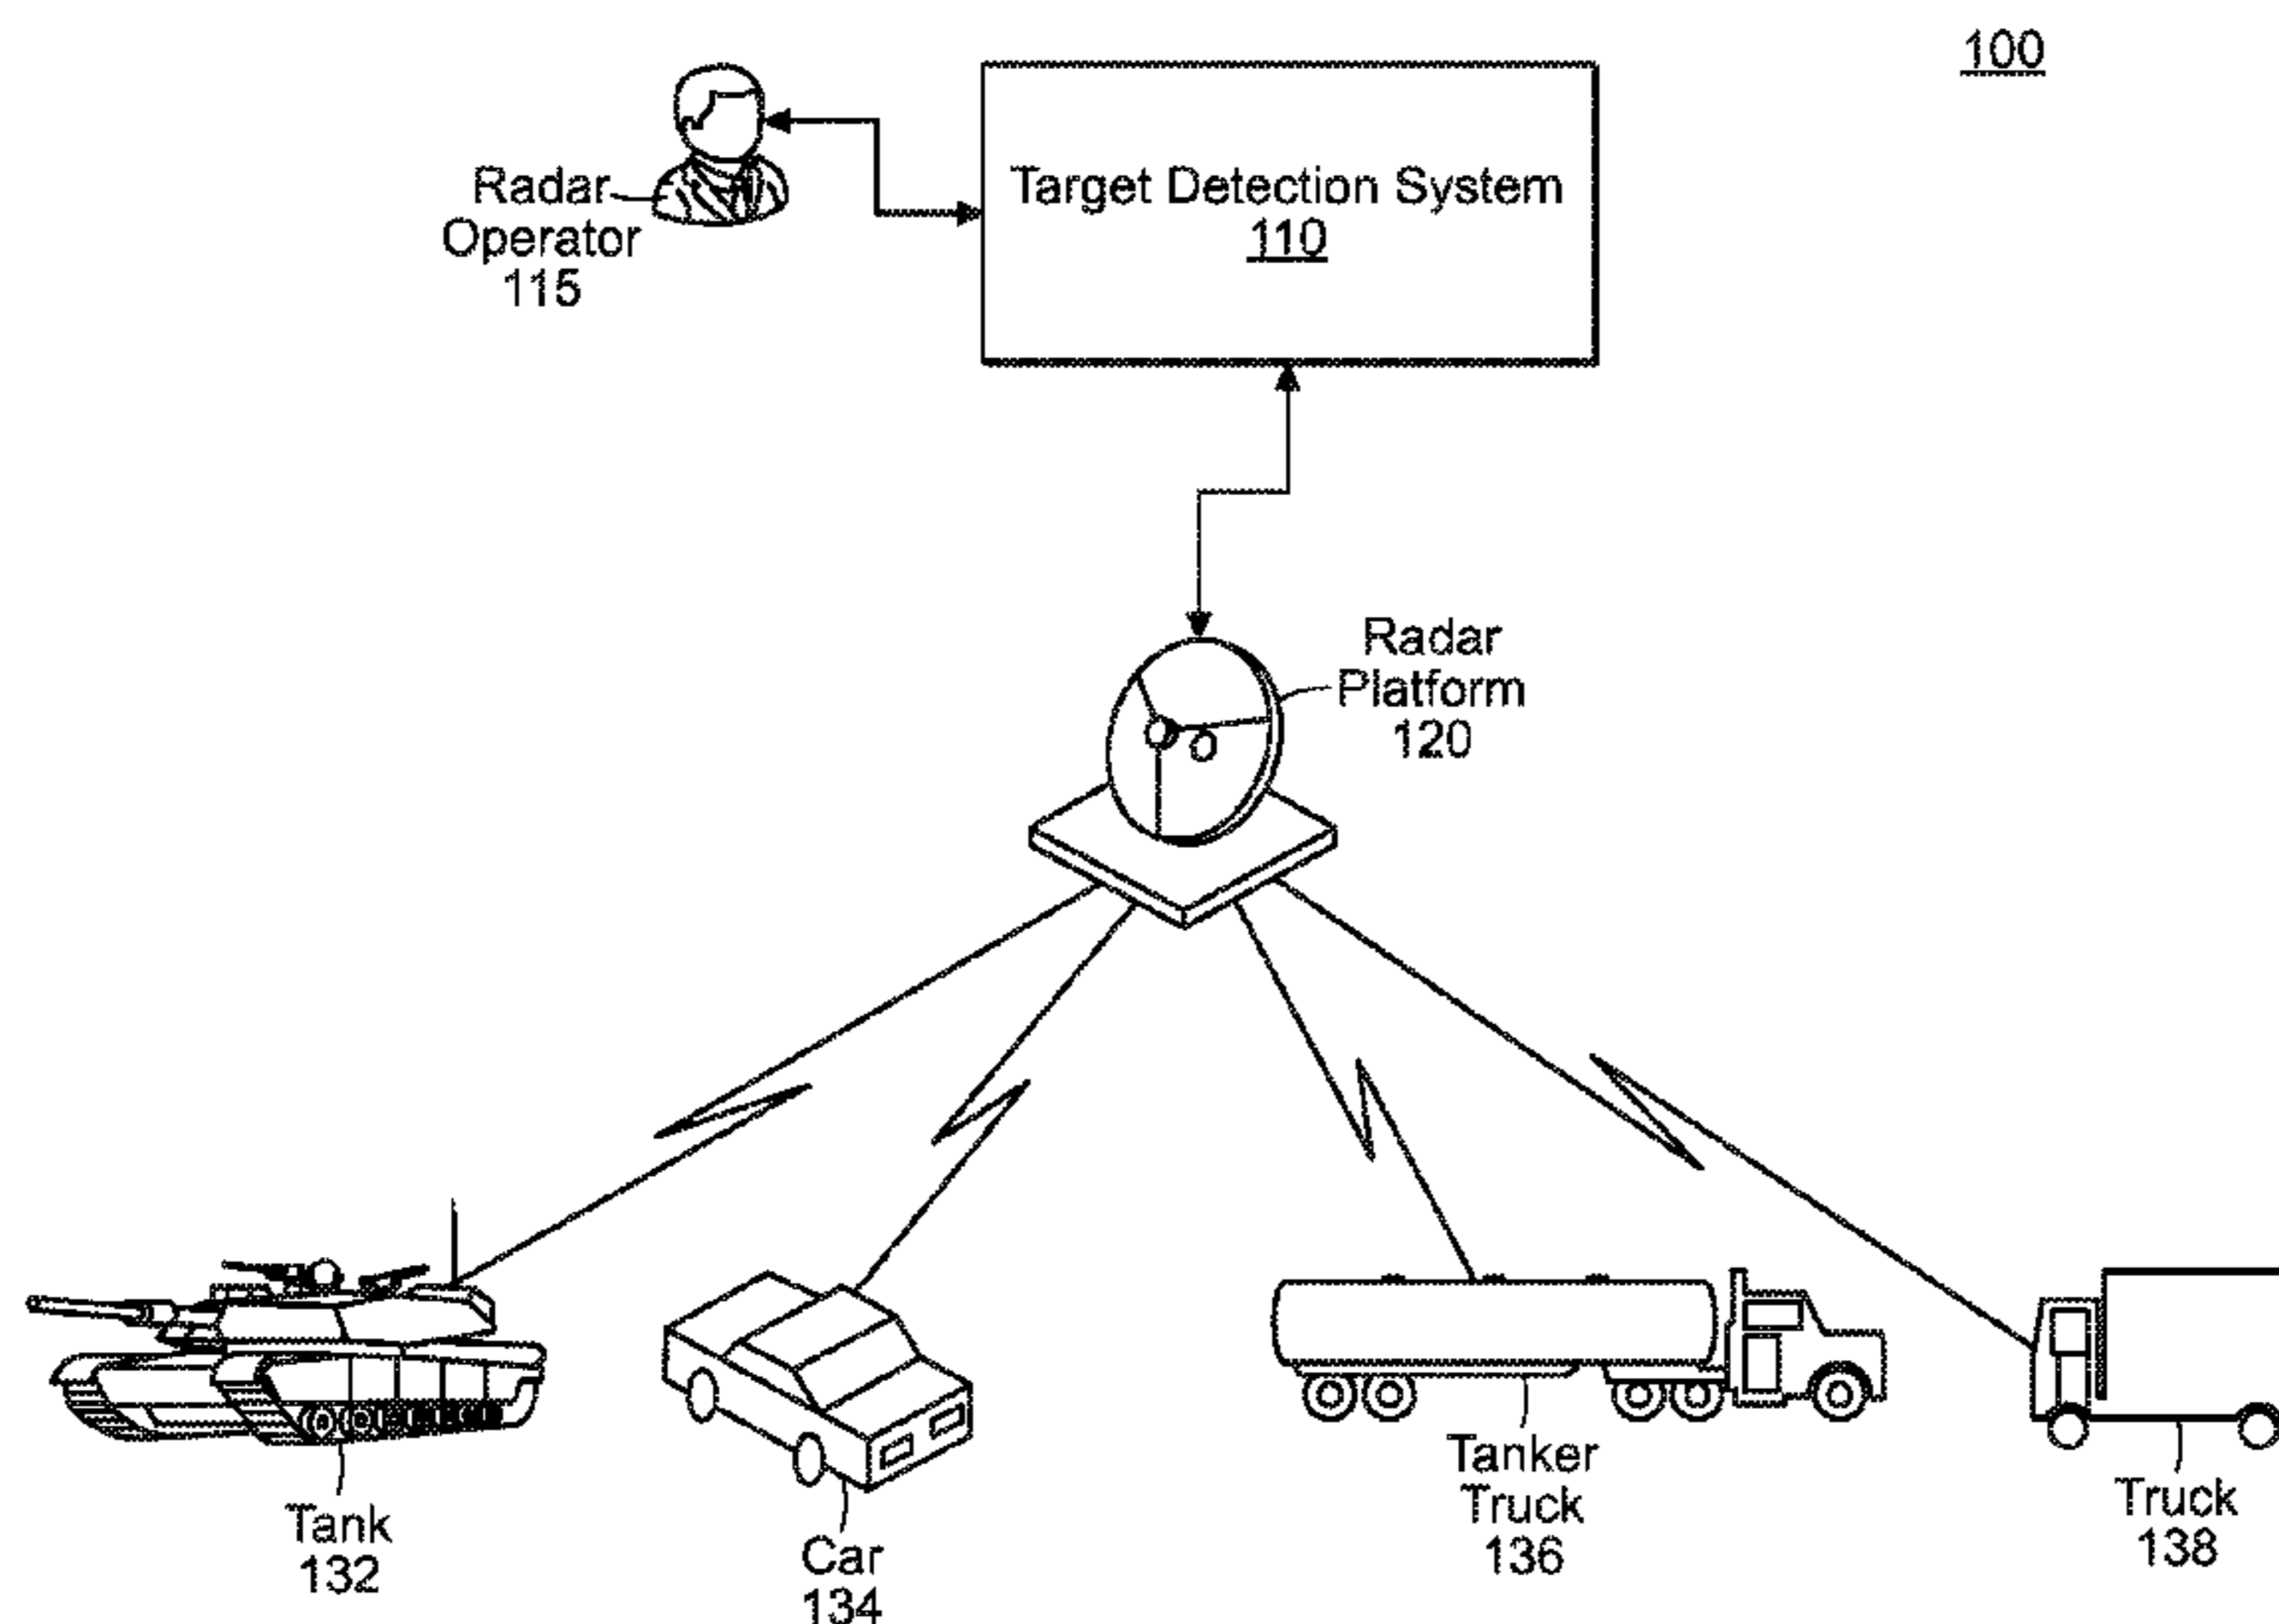 100
Target Detection System
110
Radar
Operator
115
Radar
Platform
120
Tank
132
Car
134
Tanker
Truck
136
Truck
138